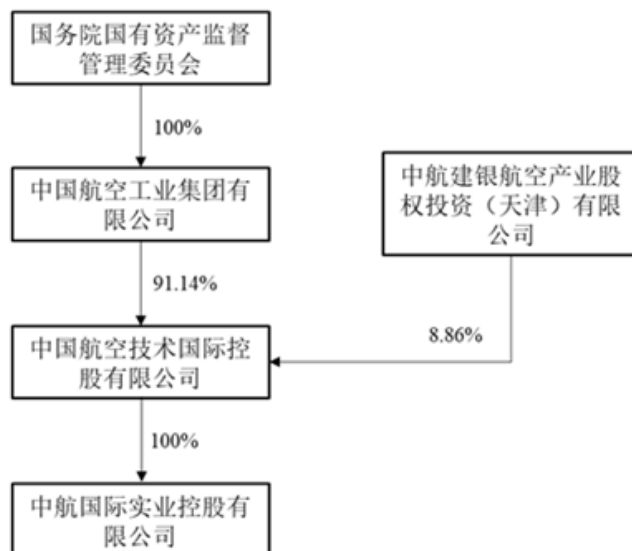 国务院国有资产监督
管理委员会
100%
中国航空工业集团有
限公司
中航建银航空产业股
权投资（天津）有限
公司
91.14%
8.86%
中国航空技术国际控
股有限公司
100%
中航国际实业控股有
限公司